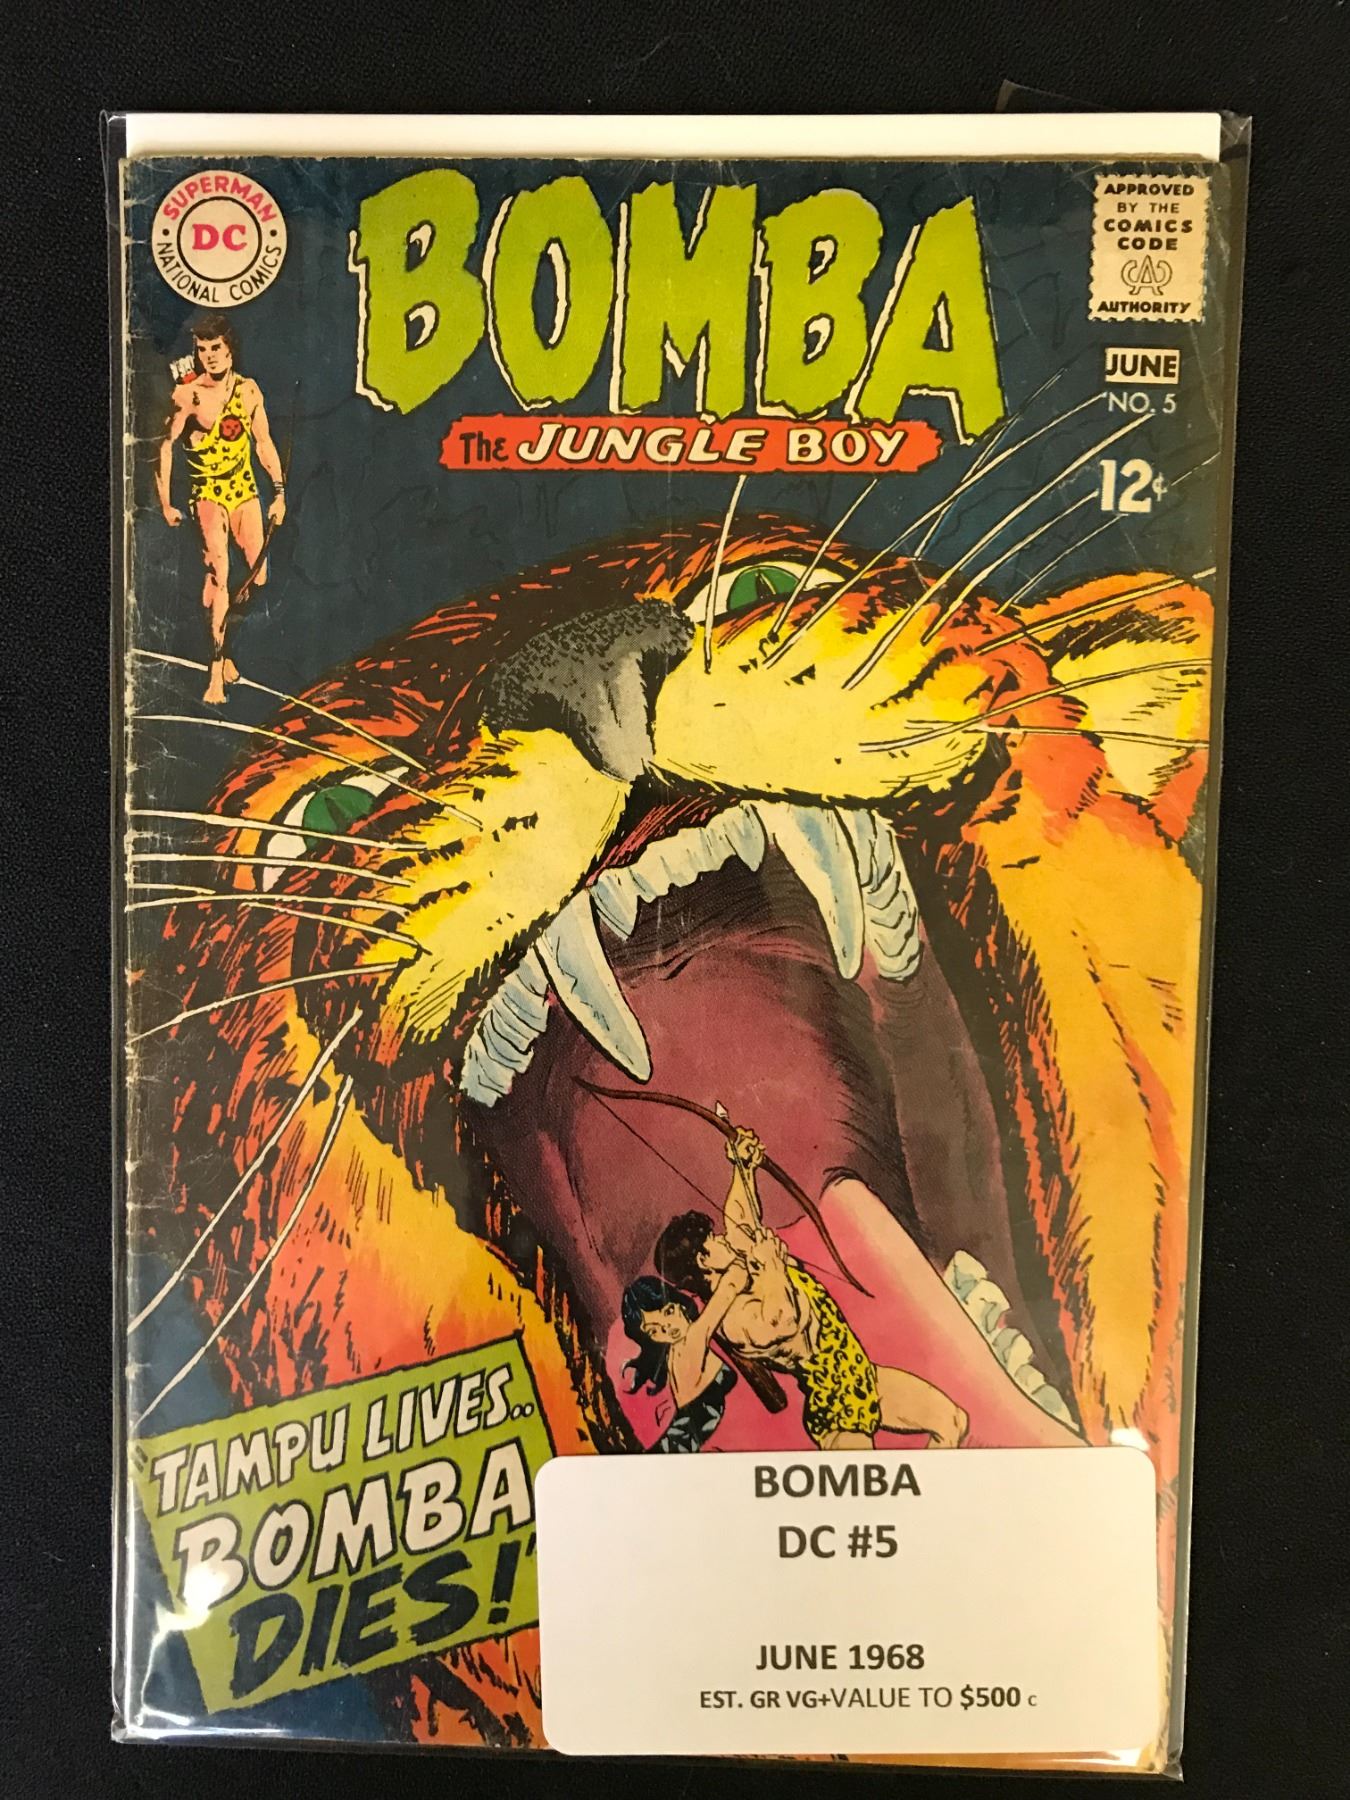 SUPERMAN
DC
NATIONAL COMICS
BOMBA
The JUNGLE BOY
APPROVED
BY THE
COMICS
CODE
CA
AUTHORITY
JUNE
NO. 5
12¢
"TAMPU LIVES..
BOMBA
DIES!"
BOMBA
DC #5
JUNE 1968
EST. GR VG+VALUE TO $500 c